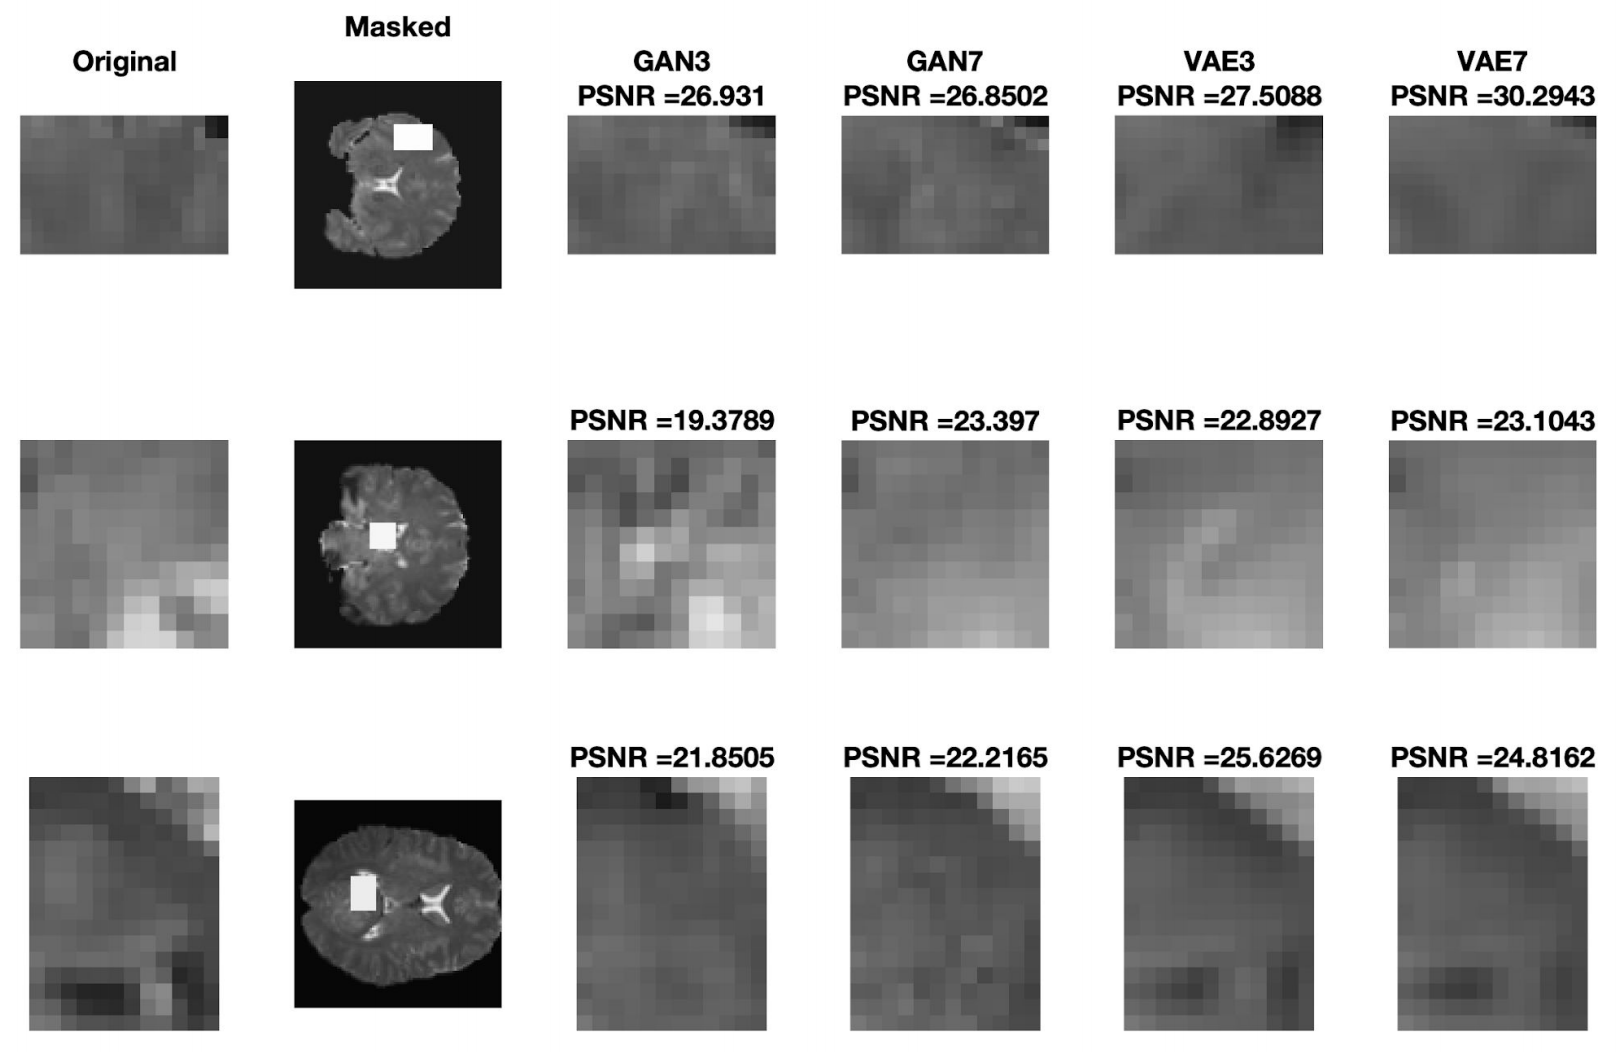 Masked
Original
GAN3
GAN7
VAE3
VAE7
PSNR =26.931
PSNR =26.8502
PSNR =27.5088
PSNR =30.2943
PSNR =19.3789
PSNR =23.397
PSNR =22.8927
PSNR =23.1043
PSNR =21.8505
PSNR =22.2165
PSNR =25.6269
PSNR =24.8162